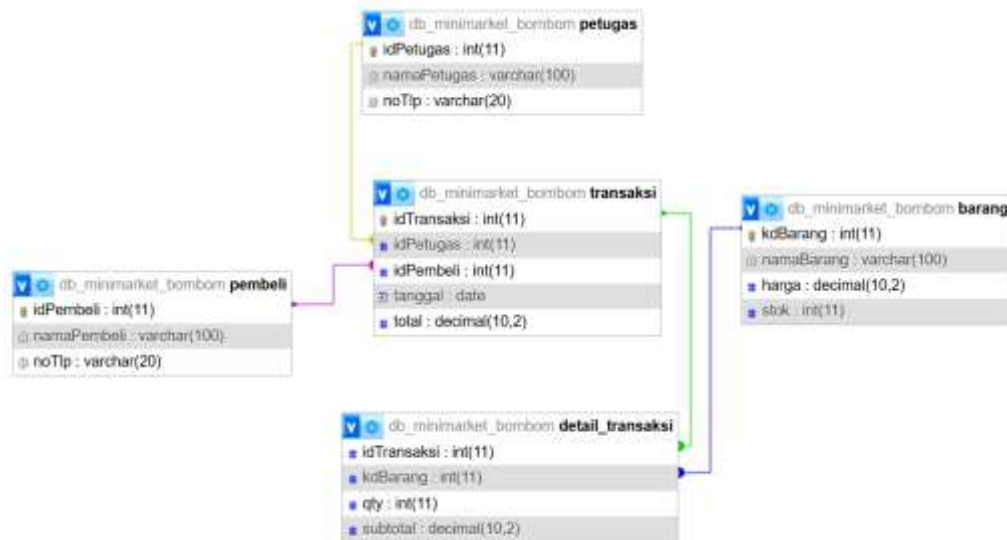 db_minimarket_bombom petugas
idPetugas : int(11)
namaPetugas : varchar(100)
noTlp : varchar(20)
db_minimarket_bombom transaksi
idTransaksi : int(11)
idPetugas : int(11)
idPembeli : int(11)
tanggal : date
total : decimal(10,2)
db_minimarket_bombom barang
kdBarang : int(11)
namaBarang : varchar(100)
harga : decimal(10,2)
stok : int(11)
db_minimarket_bombom pembeli
idPembeli : int(11)
namaPembeli : varchar(100)
noTlp : varchar(20)
db_minimarket_bombom detail_transaksi
idTransaksi : int(11)
kdBarang : int(11)
qty : int(11)
subtotal : decimal(10,2)